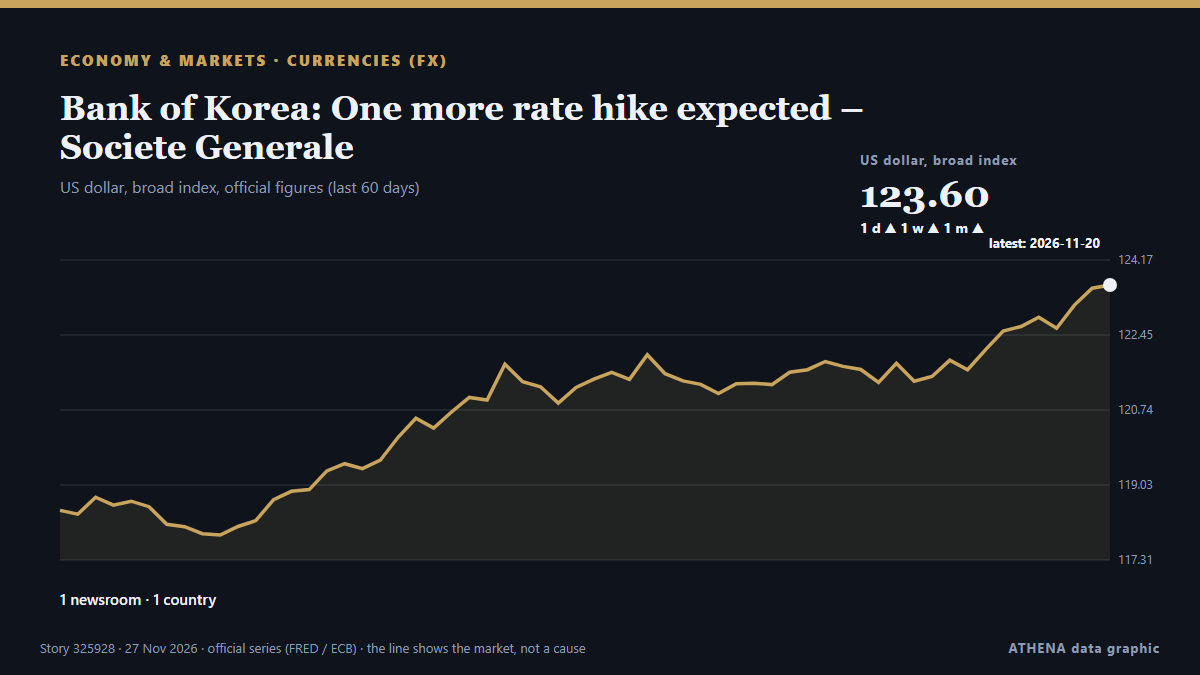 ECONOMY & MARKETS · CURRENCIES (FX)
Bank of Korea: One more rate hike expected –
Societe Generale
US dollar, broad index, official figures (last 60 days)
US dollar, broad index
123.60
1 d ▲ 1 w ▲ 1 m ▲
latest: 2026-11-20
124.17
122.45
120.74
119.03
117.31
1 newsroom · 1 country
Story 325928 · 27 Nov 2026 · official series (FRED / ECB) · the line shows the market, not a cause
ATHENA data graphic